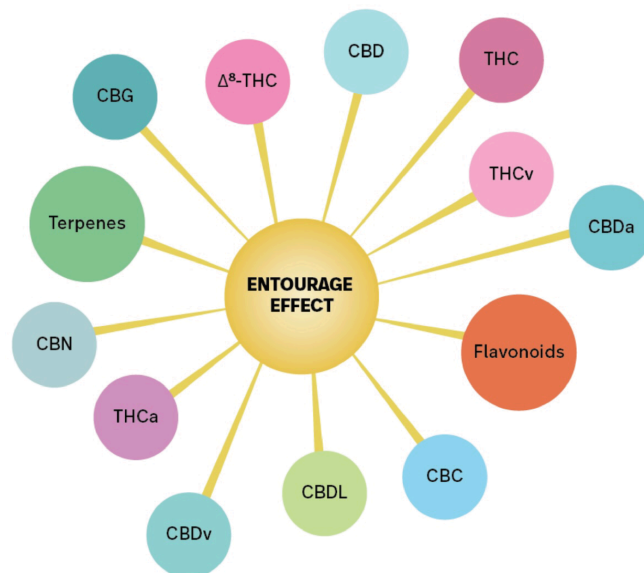 CBD
THC
Δ⁸-THC
CBG
THCv
Terpenes
CBDa
ENTOURAGE
EFFECT
CBN
Flavonoids
THCa
CBC
CBDL
CBDv